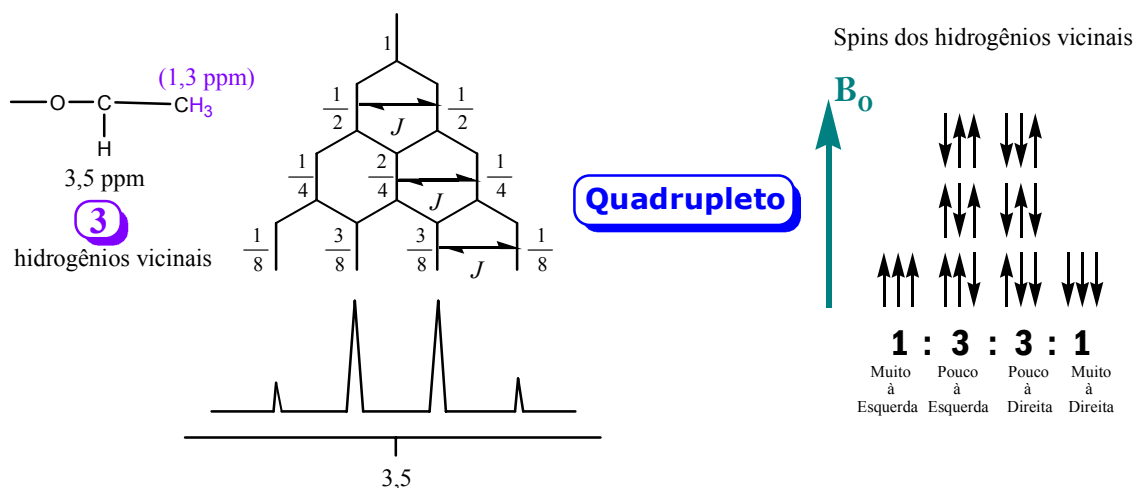 (1,3 ppm)
O C CH3
H
3,5 ppm
3
hidrogênios vicinais
1
1/2 J 1/2
1/4 2/4 J 1/4
1/8 3/8 3/8 J 1/8
3,5
Quadrupleto
Spins dos hidrogênios vicinais
Bo
1 : 3 : 3 : 1
Muito à Esquerda
Pouco à Esquerda
Pouco à Direita
Muito à Direita